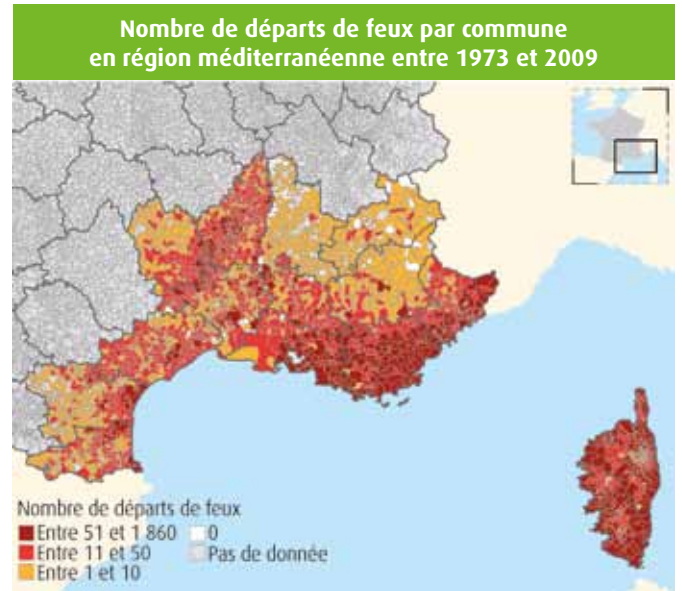 Nombre de départs de feux par commune
en région méditerranéenne entre 1973 et 2009
Nombre de départs de feux
Entre 51 et 1 860
0
Entre 11 et 50
Pas de donnée
Entre 1 et 10